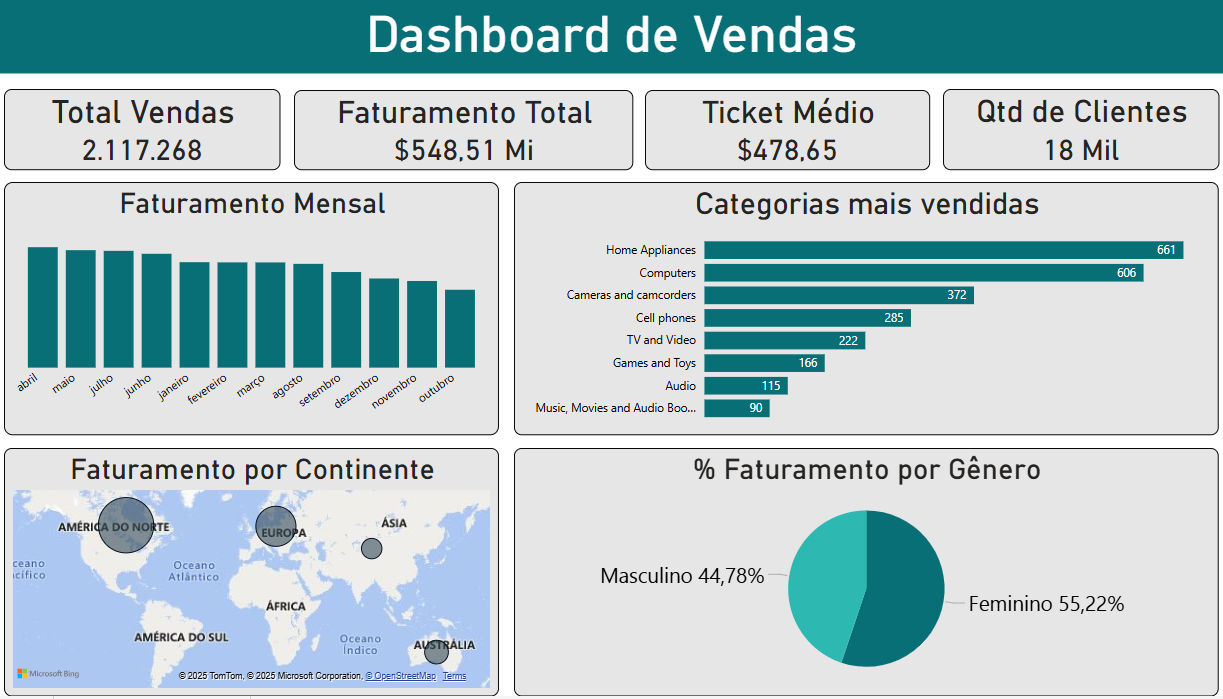 Dashboard de Vendas
Total Vendas
2.117.268
Faturamento Total
$548,51 Mi
Ticket Médio
$478,65
Qtd de Clientes
18 Mil
Faturamento Mensal
abril
maio
julho
junho
janeiro
fevereiro
março
agosto
setembro
dezembro
novembro
outubro
Categorias mais vendidas
Home Appliances 661
Computers 606
Cameras and camcorders 372
Cell phones 285
TV and Video 222
Games and Toys 166
Audio 115
Music, Movies and Audio Boo... 90
Faturamento por Continente
AMÉRICA DO NORTE
EUROPA
ÁSIA
ceano
cífico
Oceano
Atlântico
ÁFRICA
AMÉRICA DO SUL
Oceano
Índico
AUSTRÁLIA
Microsoft Bing
© 2025 TomTom, © 2025 Microsoft Corporation, © OpenStreetMap Terms
% Faturamento por Gênero
Masculino 44,78%
Feminino 55,22%